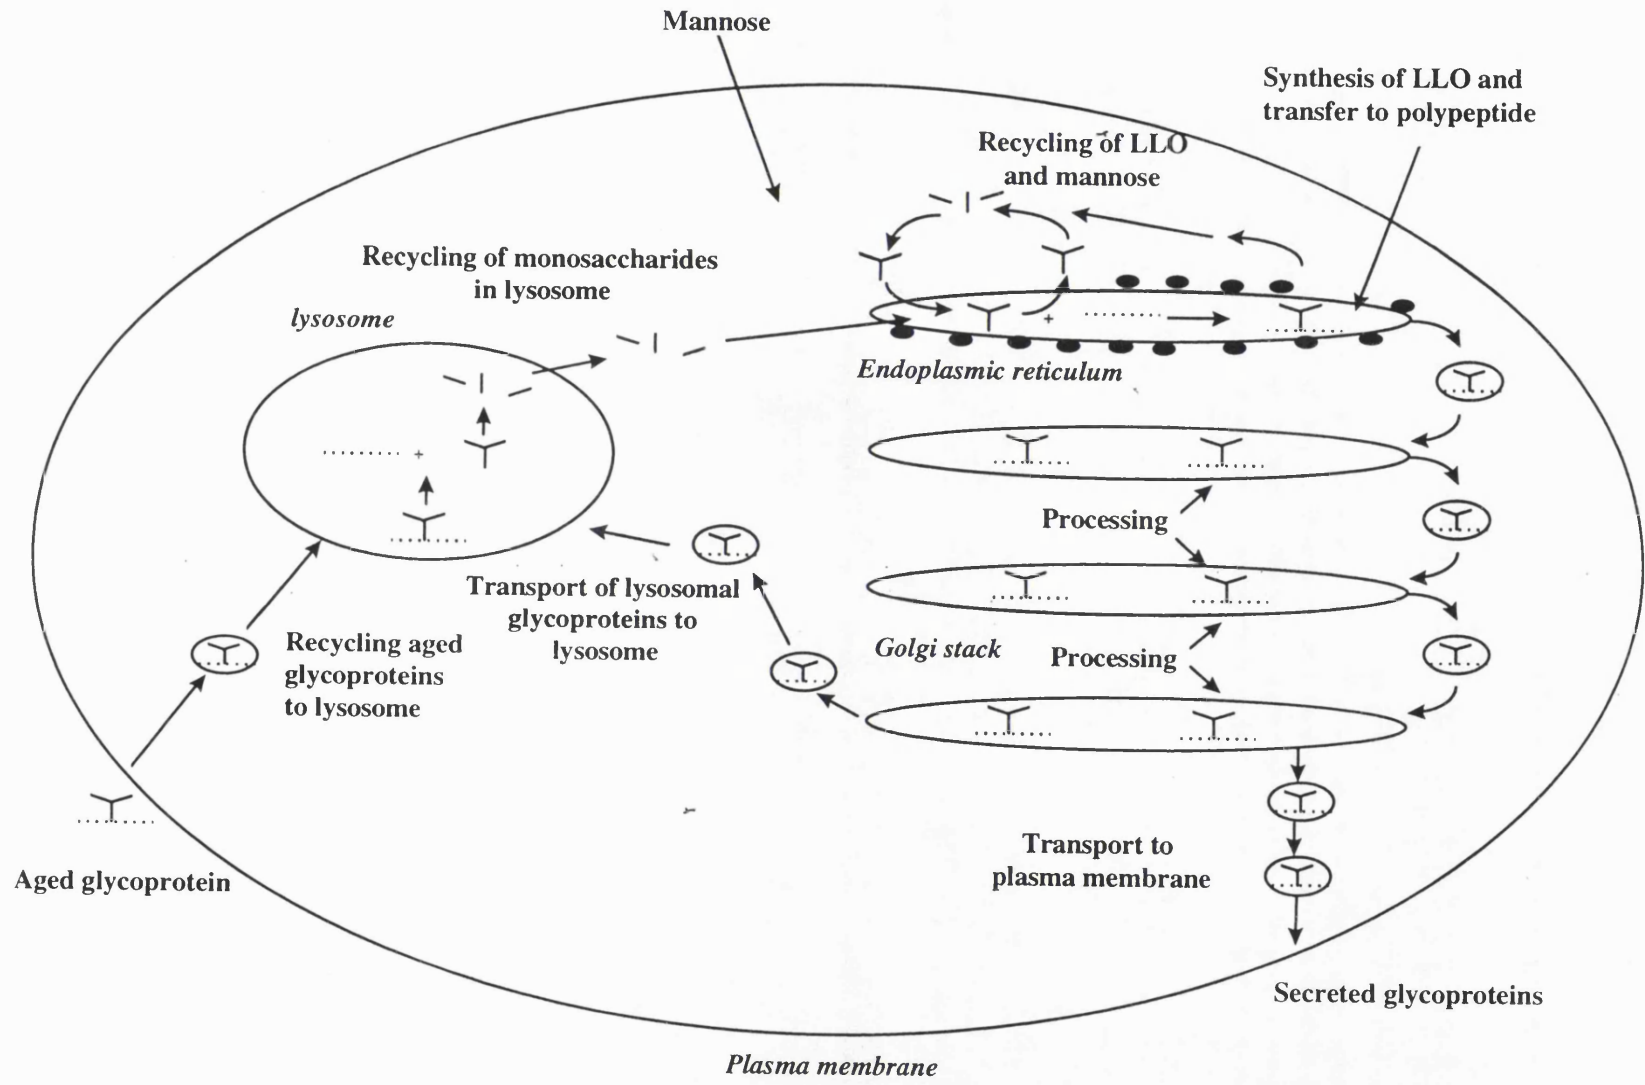 Mannose
Synthesis of LLO and
transfer to polypeptide
Recycling of LLO
and mannose
Recycling of monosaccharides
in lysosome
lysosome
+
Endoplasmic reticulum
+
Processing
Transport of lysosomal
glycoproteins to
lysosome
Golgi stack
Processing
Recycling aged
glycoproteins
to lysosome
Aged glycoprotein
Transport to
plasma membrane
Secreted glycoproteins
Plasma membrane